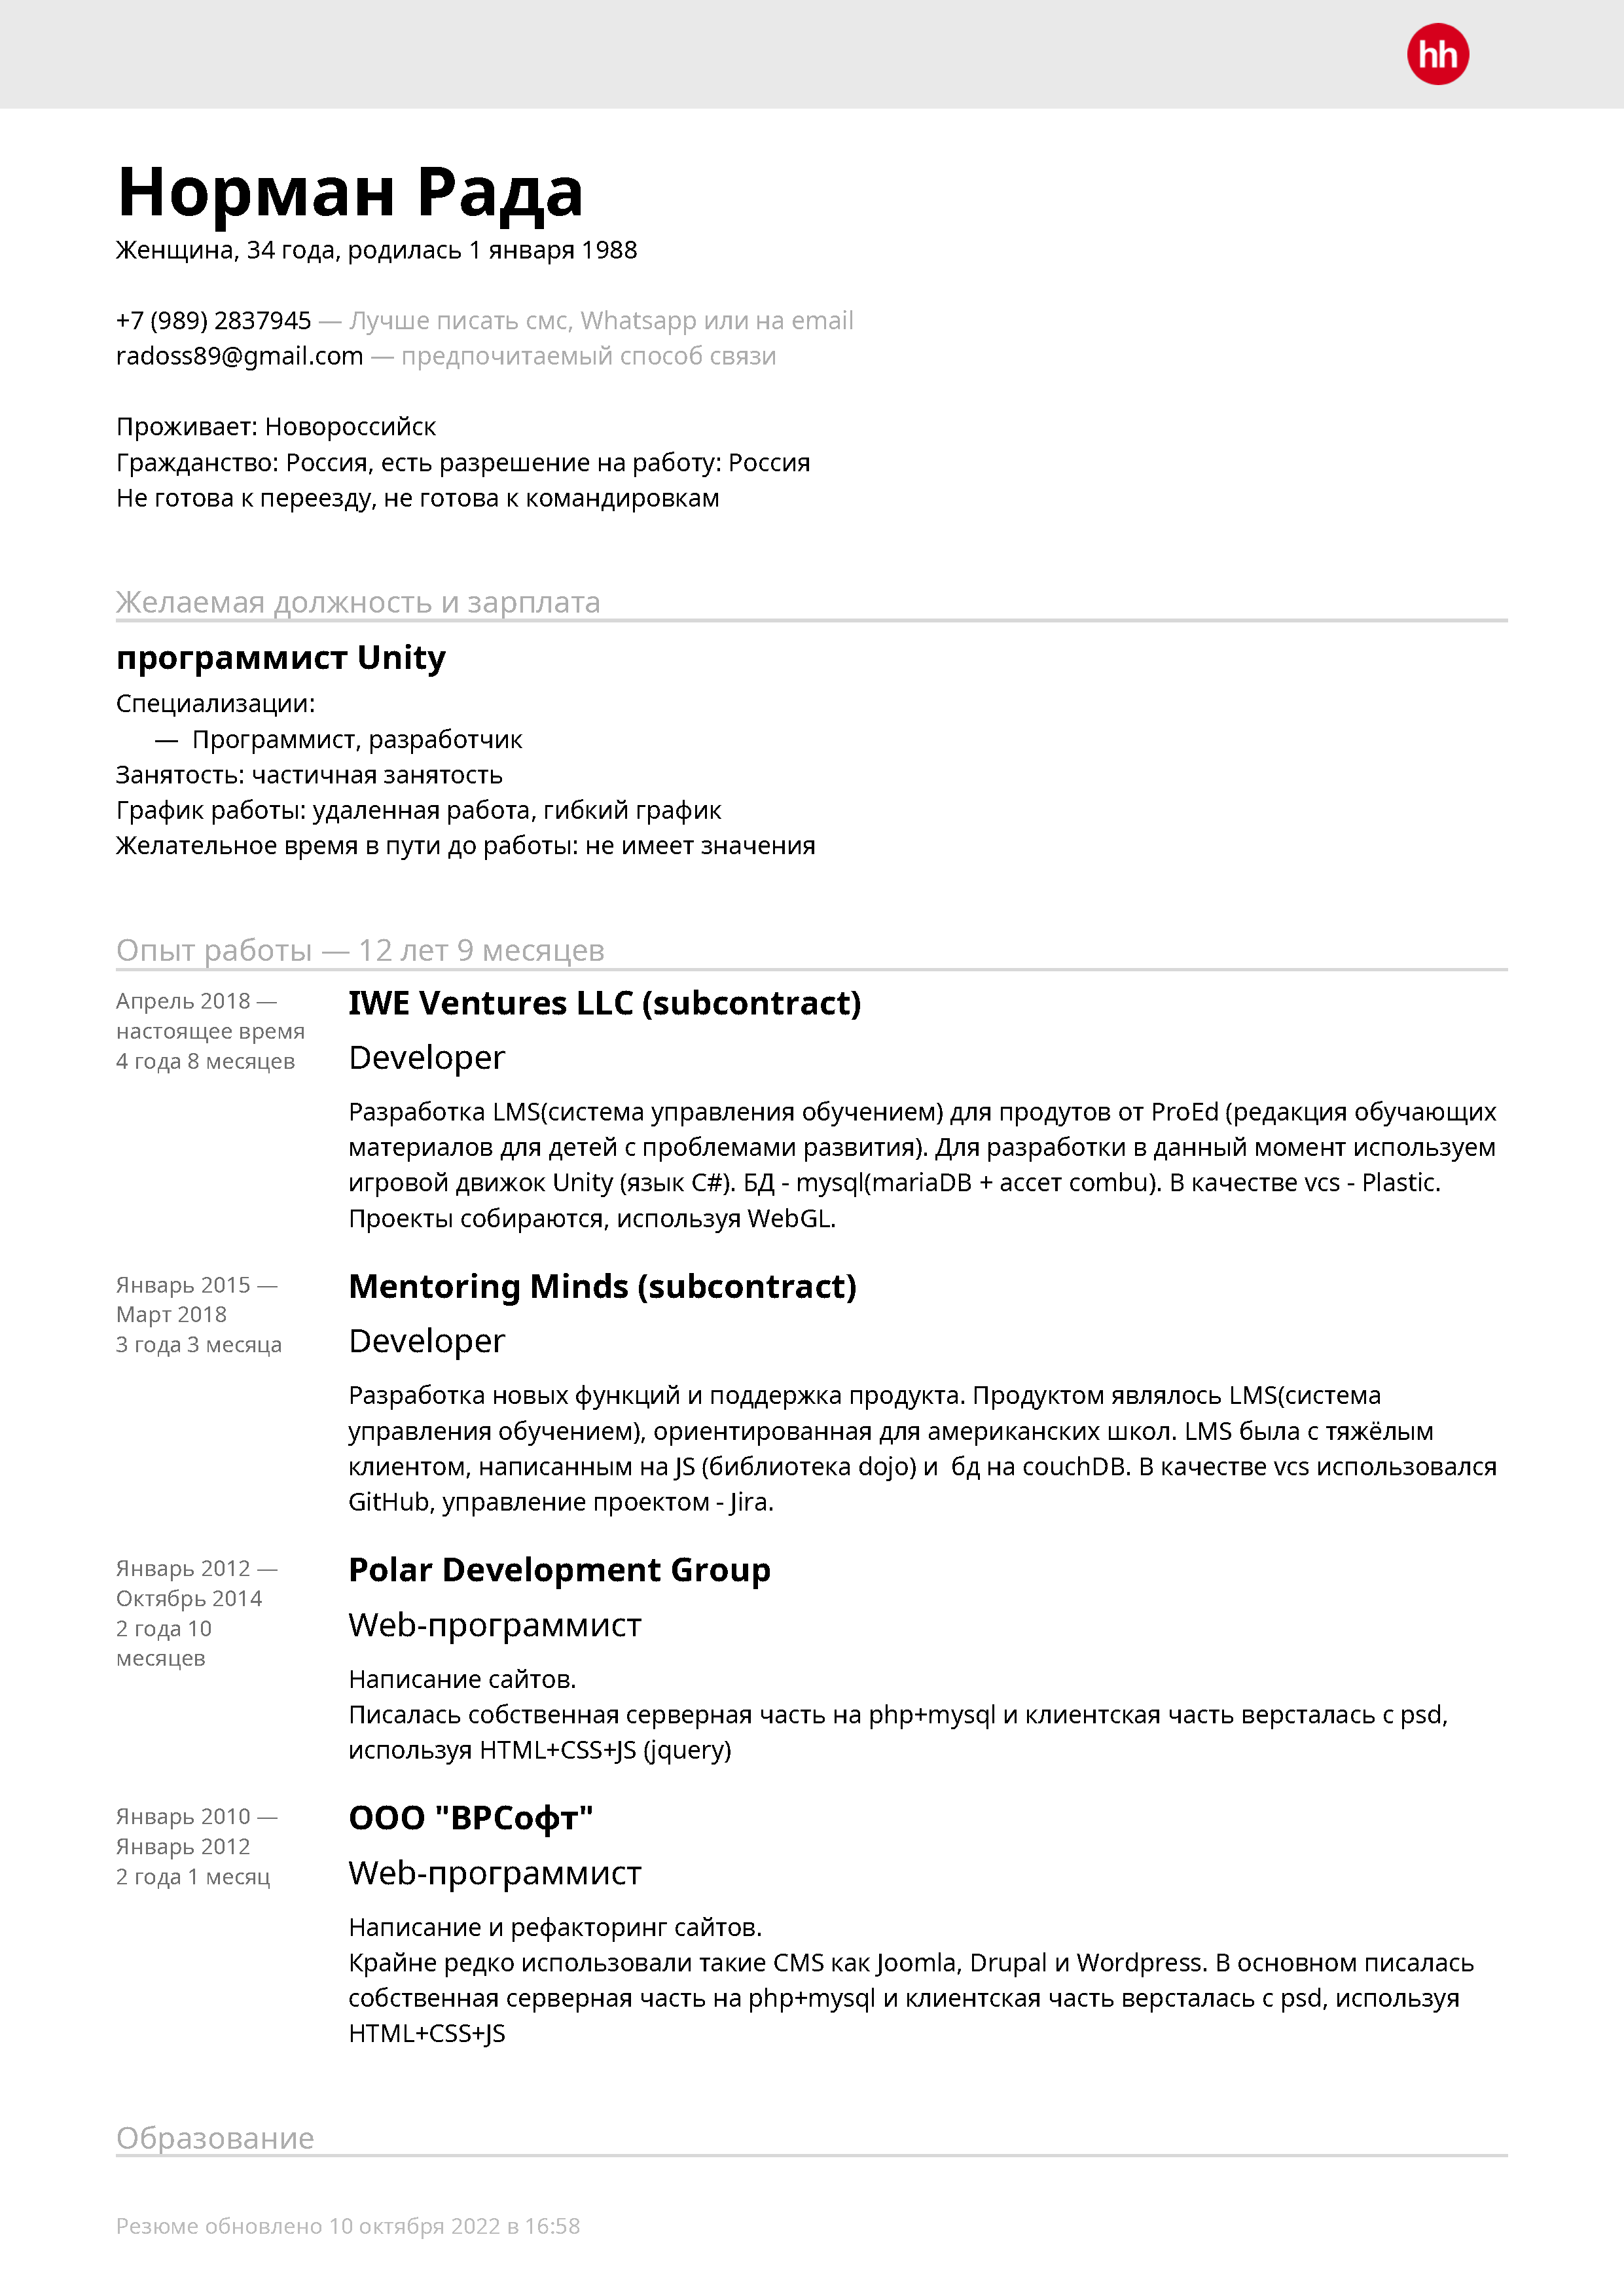 hh
Норман Рада
Женщина, 34 года, родилась 1 января 1988
+7 (989) 2837945 — Лучше писать смс, Whatsapp или на email
radoss89@gmail.com — предпочитаемый способ связи
Проживает: Новороссийск
Гражданство: Россия, есть разрешение на работу: Россия
Не готова к переезду, не готова к командировкам
Желаемая должность и зарплата
программист Unity
Специализации:
— Программист, разработчик
Занятость: частичная занятость
График работы: удаленная работа, гибкий график
Желательное время в пути до работы: не имеет значения
Опыт работы — 12 лет 9 месяцев
Апрель 2018 —
настоящее время
4 года 8 месяцев
IWE Ventures LLC (subcontract)
Developer
Разработка LMS(система управления обучением) для продутов от ProEd (редакция обучающих
материалов для детей с проблемами развития). Для разработки в данный момент используем
игровой движок Unity (язык C#). БД - mysql(mariaDB + ассет combu). В качестве vcs - Plastic.
Проекты собираются, используя WebGL.
Январь 2015 —
Март 2018
3 года 3 месяца
Mentoring Minds (subcontract)
Developer
Разработка новых функций и поддержка продукта. Продуктом являлось LMS(система
управления обучением), ориентированная для американских школ. LMS была с тяжёлым
клиентом, написанным на JS (библиотека dojo) и  бд на couchDB. В качестве vcs использовался
GitHub, управление проектом - Jira.
Январь 2012 —
Октябрь 2014
2 года 10
месяцев
Polar Development Group
Web-программист
Написание сайтов.
Писалась собственная серверная часть на php+mysql и клиентская часть версталась с psd,
используя HTML+CSS+JS (jquery)
Январь 2010 —
Январь 2012
2 года 1 месяц
ООО "ВРСофт"
Web-программист
Написание и рефакторинг сайтов.
Крайне редко использовали такие CMS как Joomla, Drupal и Wordpress. В основном писалась
собственная серверная часть на php+mysql и клиентская часть версталась с psd, используя
HTML+CSS+JS
Образование
Резюме обновлено 10 октября 2022 в 16:58